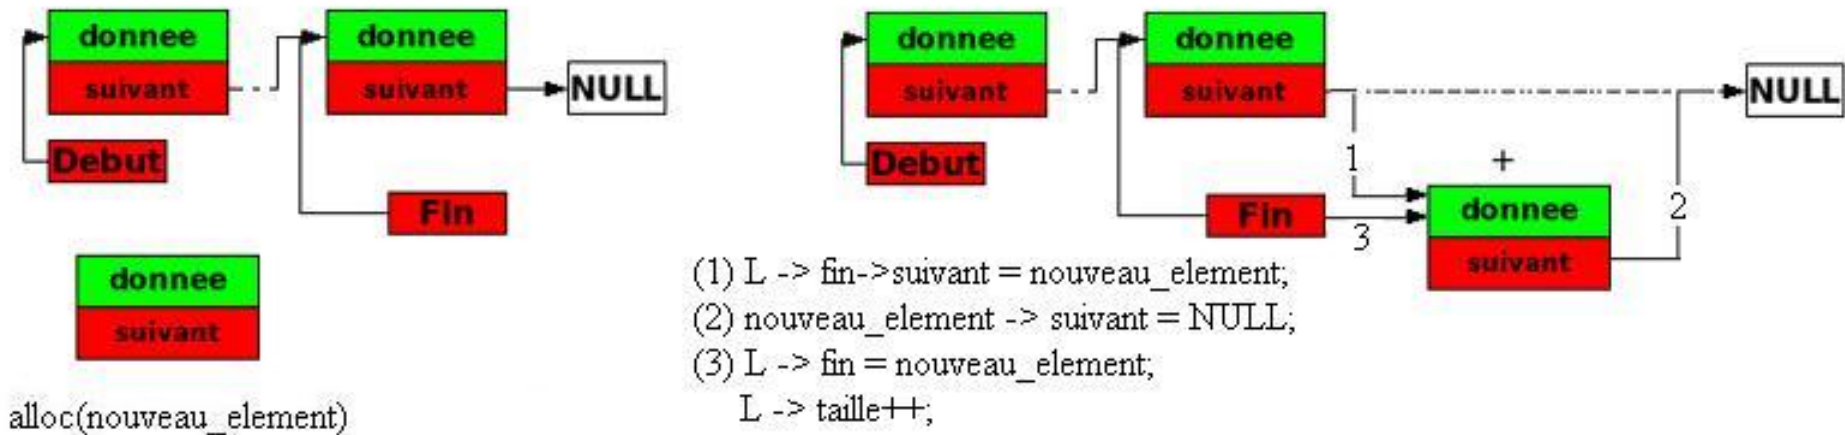 donnee
suivant
donnee
suivant
NULL
Debut
Fin
donnee
suivant
alloc(nouveau_element)
donnee
suivant
donnee
suivant
NULL
Debut
1
+
Fin
3
donnee
suivant
2
(1) L -> fin->suivant = nouveau_element;
(2) nouveau_element -> suivant = NULL;
(3) L -> fin = nouveau_element;
L -> taille++;